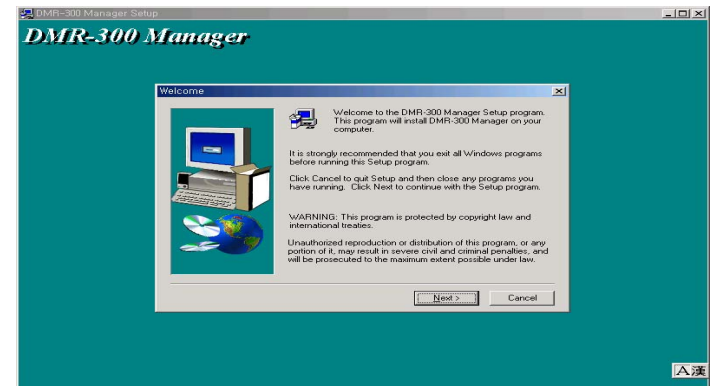 DMR-300 Manager Setup
DMR-300 Manager
Welcome
Welcome to the DMR-300 Manager Setup program.
This program will install DMR-300 Manager on your
computer.
It is strongly recommended that you exit all Windows programs
before running this Setup program.
Click Cancel to quit Setup and then close any programs you
have running. Click Next to continue with the Setup program.
WARNING: This program is protected by copyright law and
international treaties.
Unauthorized reproduction or distribution of this program, or any
portion of it, may result in severe civil and criminal penalties, and
will be prosecuted to the maximum extent possible under law.
Next > Cancel
A漢